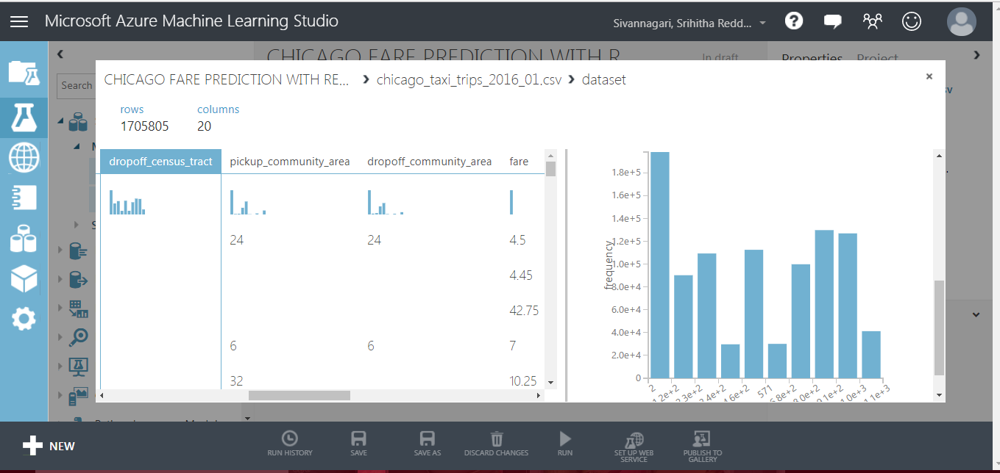 Microsoft Azure Machine Learning Studio
Sivannagari, Srihitha Redd...
CHICAGO FARE PREDICTION WITH R
In draft
Properties Project
Search
CHICAGO FARE PREDICTION WITH RE... > chicago_taxi_trips_2016_01.csv > dataset
rows columns
1705805 20
dropoff_census_tract pickup_community_area dropoff_community_area fare
24 24 4.5
4.45
42.75
6 6 7
32 10.25
frequency
1.8e+5
1.6e+5
1.4e+5
1.2e+5
1.0e+5
8.0e+4
6.0e+4
4.0e+4
2.0e+4
0
2 1.2e+2 2.3e+2 3.4e+2 4.6e+2 571 6.8e+2 8.0e+2 9.1e+2 1.0e+3 1.1e+3
NEW
RUN HISTORY
SAVE
SAVE AS
DISCARD CHANGES
RUN
SET UP WEB
SERVICE
PUBLISH TO
GALLERY